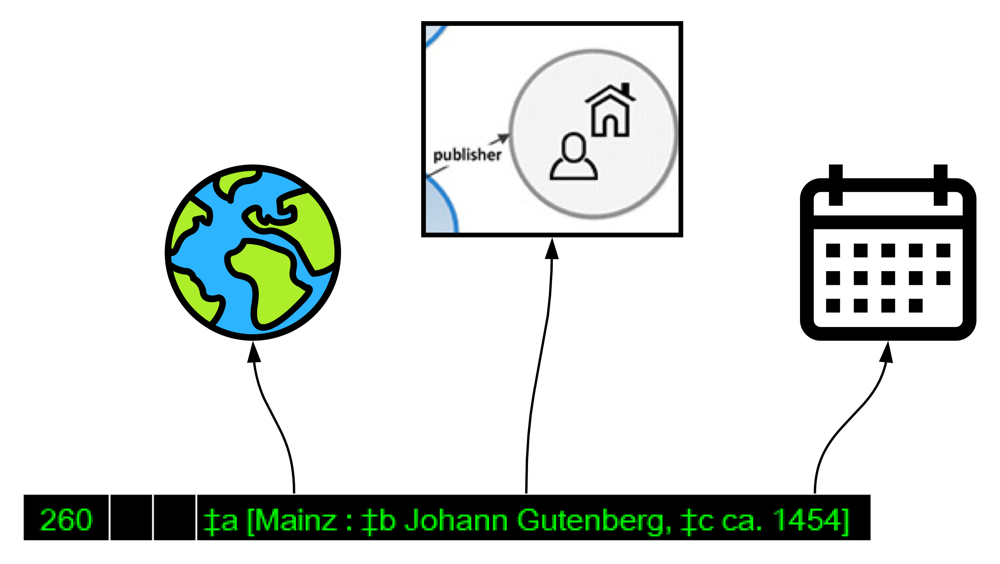 publisher
260 ‡a [Mainz : ‡b Johann Gutenberg, ‡c ca. 1454]